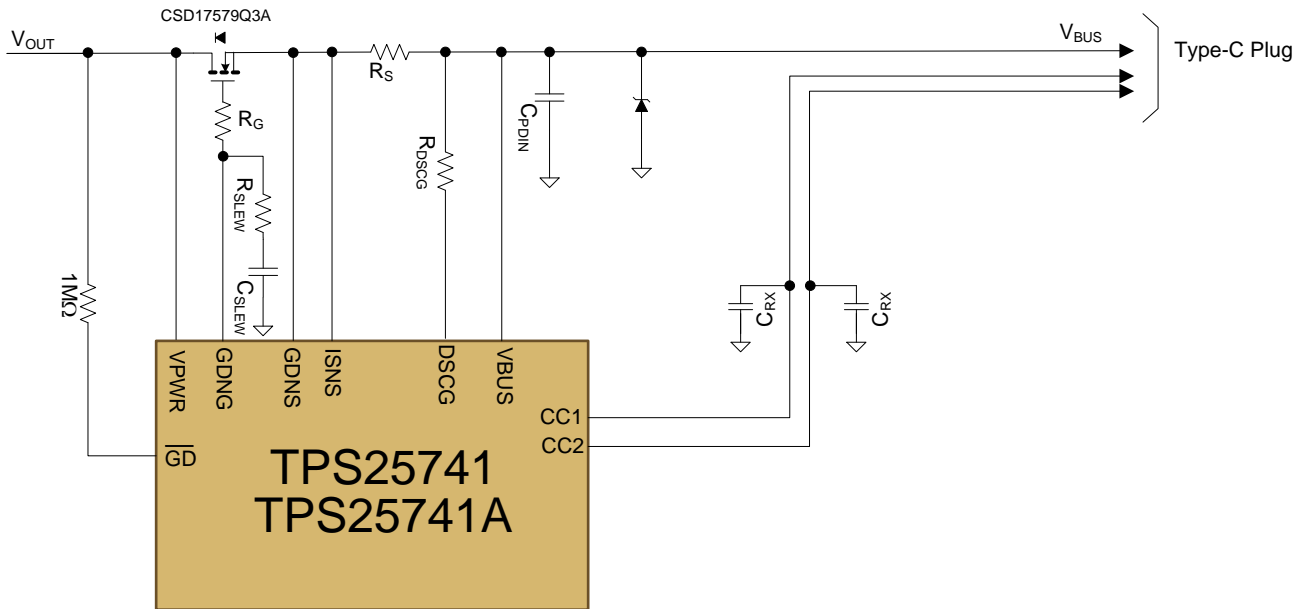 CSD17579Q3A
VOUT
VBUS
Type-C Plug
RS
RG
CPDIN
RDSCG
RSLEW
CSLEW
1MΩ
CRX
CRX
VPWR
GDNG
GDNS
ISNS
DSCG
VBUS
CC1
CC2
GD
TPS25741
TPS25741A